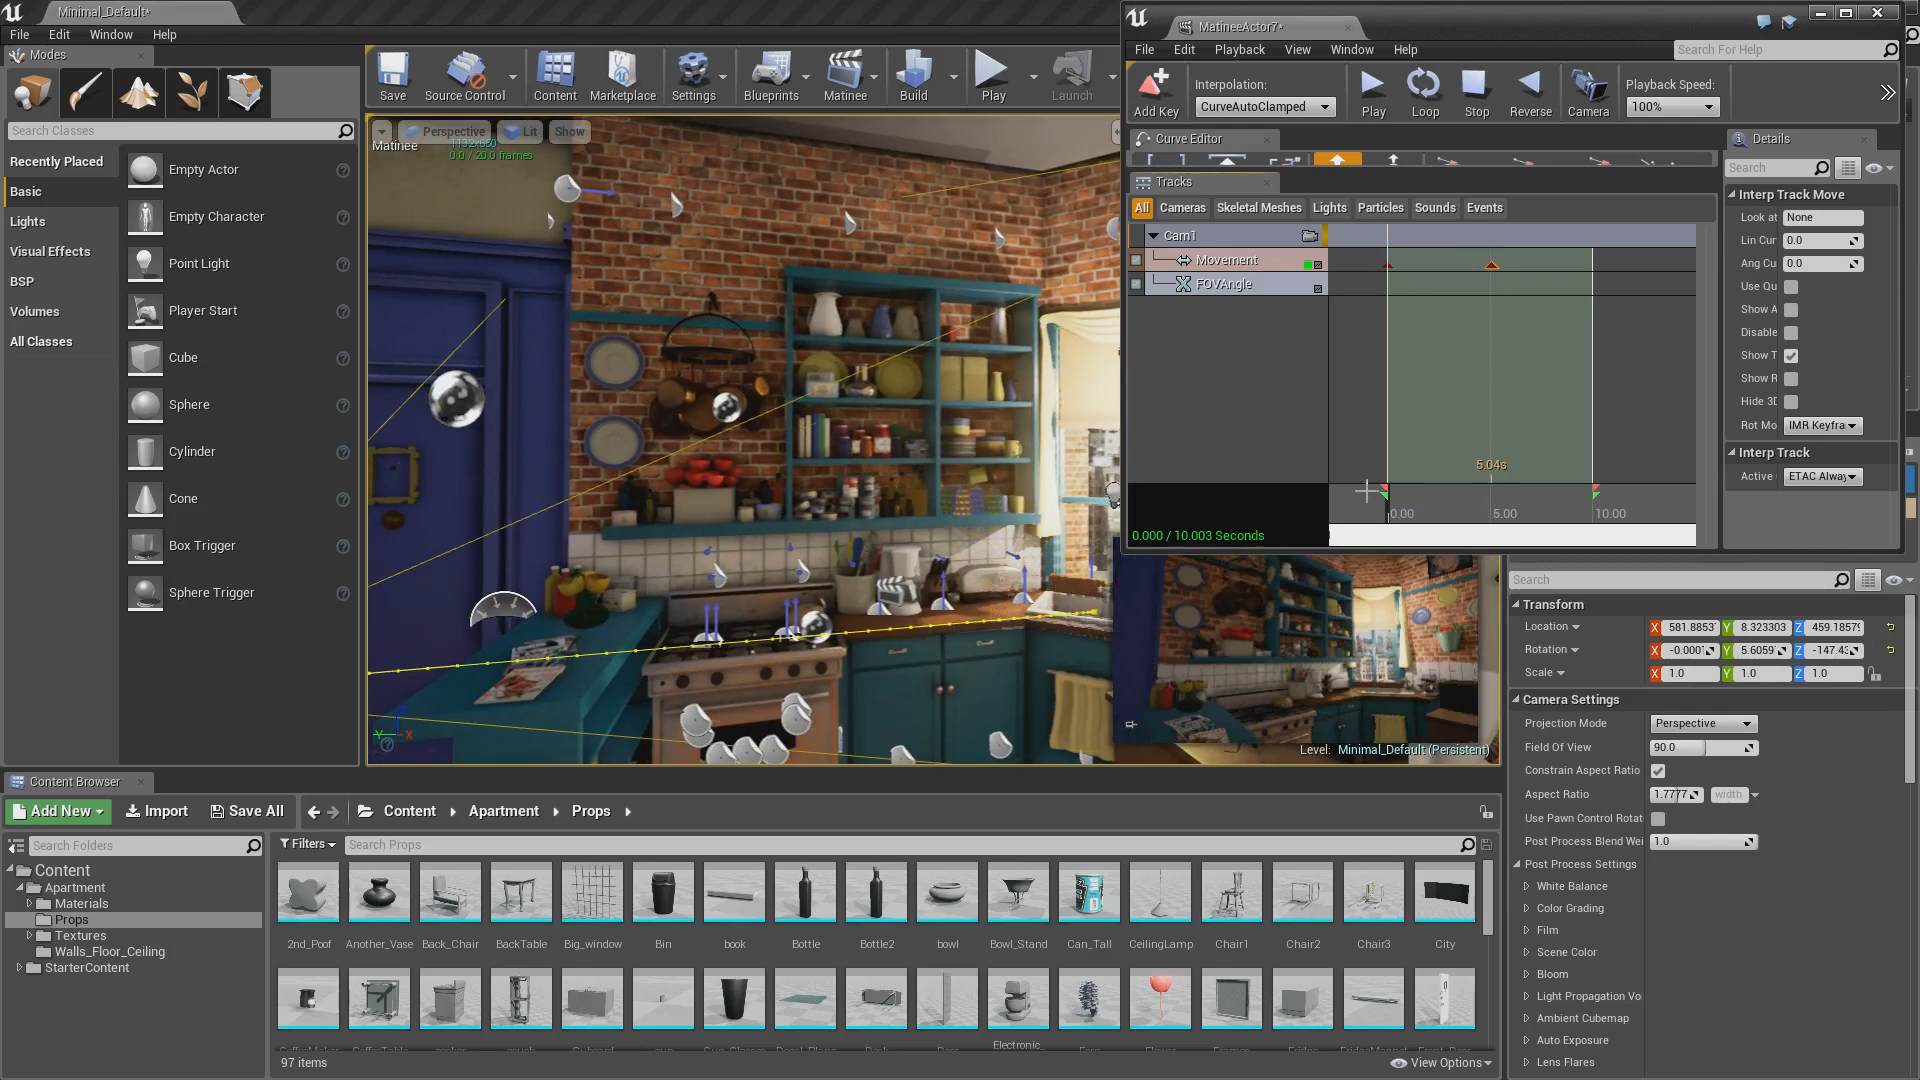 Minimal_Default*
File Edit Window Help
Modes
Search Classes
Recently Placed
Basic
Lights
Visual Effects
BSP
Volumes
All Classes
Empty Actor
Empty Character
Point Light
Player Start
Cube
Sphere
Cylinder
Cone
Box Trigger
Sphere Trigger
Save
Source Control
Content
Marketplace
Settings
Blueprints
Matinee
Build
Play
Launch
Perspective
Lit
Show
Matinee
0.0 / 20.0 frames
Level: Minimal_Default (Persistent)
MatineeActor7*
File Edit Playback View Window Help
Search For Help
Add Key
Interpolation:
CurveAutoClamped
Play
Loop
Stop
Reverse
Camera
Playback Speed:
100%
Curve Editor
Tracks
All Cameras Skeletal Meshes Lights Particles Sounds Events
Cam1
Movement
FOVAngle
5.04s
0.00 5.00 10.00
0.000 / 10.003 Seconds
Details
Search
Interp Track Move
Look at None
Lin Cur 0.0
Ang Cu 0.0
Use Qu
Show A
Disable
Show T
Show R
Hide 3D
Rot Mo IMR Keyfra
Interp Track
Active ETAC Alway
Search
Transform
Location X 581.8853 Y 8.323303 Z 459.18579
Rotation X -0.0001 Y 5.6059 Z -147.43
Scale X 1.0 Y 1.0 Z 1.0
Camera Settings
Projection Mode Perspective
Field Of View 90.0
Constrain Aspect Ratio
Aspect Ratio 1.7777 width
Use Pawn Control Rotat
Post Process Blend Wei 1.0
Post Process Settings
White Balance
Color Grading
Film
Scene Color
Bloom
Light Propagation Vo
Ambient Cubemap
Auto Exposure
Lens Flares
Content Browser
Add New Import Save All Content Apartment Props
Search Folders
Content
Apartment
Materials
Props
Textures
Walls_Floor_Ceiling
StarterContent
Filters Search Props
2nd_Poof Another_Vase Back_Chair BackTable Big_window Bin book Bottle Bottle2 bowl Bowl_Stand Can_Tall CeilingLamp Chair1 Chair2 Chair3 City
Electronic_
97 items
View Options